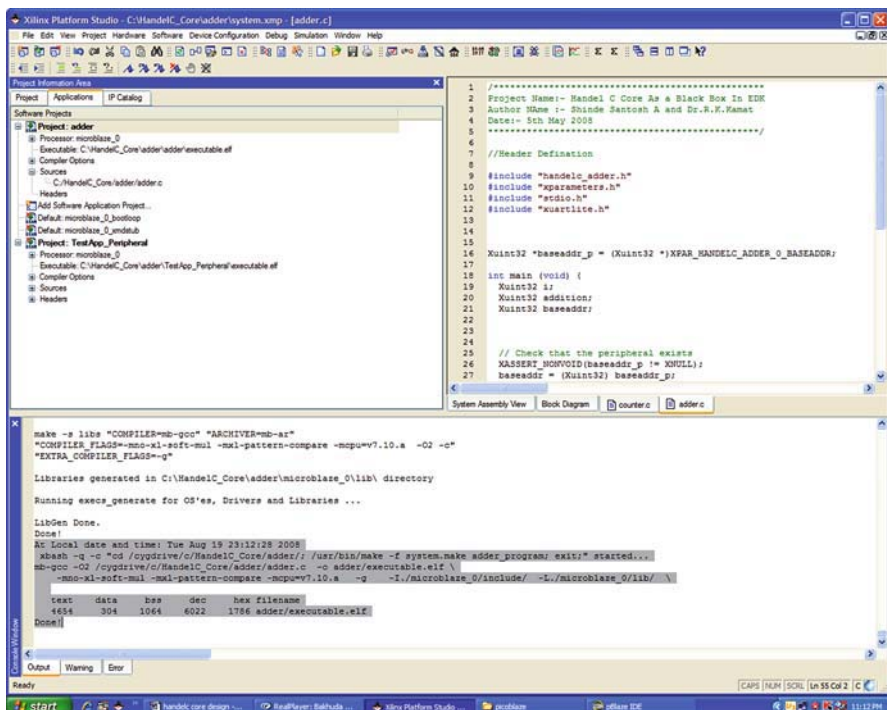 Xilinx Platform Studio - C:\HandelC_Core\adder\system.xmp - [adder.c]
File Edit View Project Hardware Software Device Configuration Debug Simulation Window Help
Project Information Area
Project Applications IP Catalog
Software Projects
Project: adder
Processor: microblaze_0
Executable: C:\HandelC_Core\adder\adder\executable.elf
Compiler Options
Sources
C:/HandelC_Core/adder/adder.c
Headers
Add Software Application Project...
Default: microblaze_0_bootloop
Default: microblaze_0_xmdstub
Project: TestApp_Peripheral
Processor: microblaze_0
Executable: C:\HandelC_Core\adder\TestApp_Peripheral\executable.elf
Compiler Options
Sources
Headers
1 /**************************************************
2 Project Name:- Handel C Core As a Black Box In EDK
3 Author NAme :- Shinde Santosh A and Dr.R.K.Kamat
4 Date:- 5th May 2008
5 **************************************************/
6
7 //Header Defination
8
9 #include "handelc_adder.h"
10 #include "xparameters.h"
11 #include "stdio.h"
12 #include "xuartlite.h"
13
14
15
16 Xuint32 *baseaddr_p = (Xuint32 *)XPAR_HANDELC_ADDER_0_BASEADDR;
17
18 int main (void) {
19 Xuint32 i;
20 Xuint32 addition;
21 Xuint32 baseaddr;
22
23
24
25 // Check that the peripheral exists
26 XASSERT_NONVOID(baseaddr_p != XNULL);
27 baseaddr = (Xuint32) baseaddr_p;
System Assembly View Block Diagram counter.c adder.c
make -s libs "COMPILER=mb-gcc" "ARCHIVER=mb-ar"
"COMPILER_FLAGS=-mno-xl-soft-mul -mxl-pattern-compare -mcpu=v7.10.a -O2 -c"
"EXTRA_COMPILER_FLAGS=-g"
Libraries generated in C:\HandelC_Core\adder\microblaze_0\lib\ directory
Running execs_generate for OS'es, Drivers and Libraries ...
LibGen Done.
Done!
At Local date and time: Tue Aug 19 23:12:28 2008
xbash -q -c "cd /cygdrive/c/HandelC_Core/adder/; /usr/bin/make -f system.make adder_program; exit;" started...
mb-gcc -O2 /cygdrive/c/HandelC_Core/adder/adder.c -o adder/executable.elf \
-mno-xl-soft-mul -mxl-pattern-compare -mcpu=v7.10.a -g -I./microblaze_0/include/ -L./microblaze_0/lib/ \
text data bss dec hex filename
4654 304 1064 6022 1786 adder/executable.elf
Done!
Console Window
Output Warning Error
Ready
CAPS NUM SCRL Ln 55 Col 2 C
start handelc core design -... RealPlayer: Bakhuda ... Xilinx Platform Studio ... picoblaze pBlaze IDE 11:12 PM